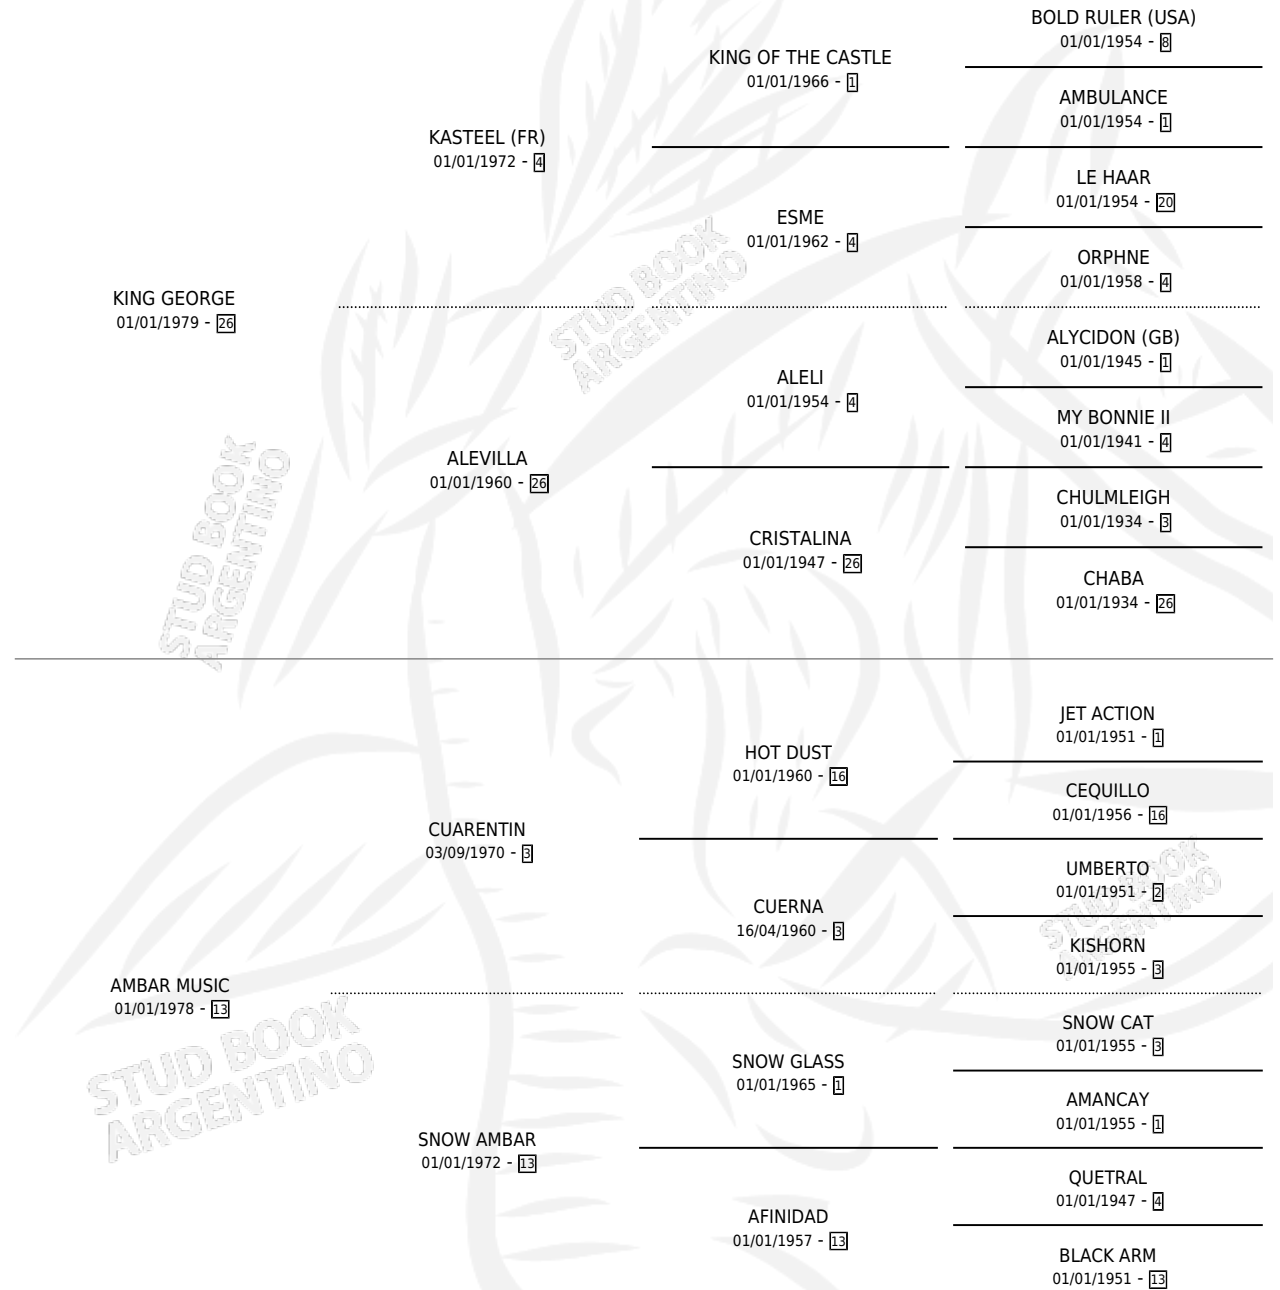 BOLD RULER (USA)
01/01/1954 - 8
KING OF THE CASTLE
01/01/1966 - 1
AMBULANCE
01/01/1954 - 1
KASTEEL (FR)
01/01/1972 - 4
LE HAAR
01/01/1954 - 20
ESME
01/01/1962 - 4
ORPHNE
01/01/1958 - 4
KING GEORGE
01/01/1979 - 26
ALYCIDON (GB)
01/01/1945 - 1
ALELI
01/01/1954 - 4
MY BONNIE II
01/01/1941 - 4
ALEVILLA
01/01/1960 - 26
CHULMLEIGH
01/01/1934 - 3
CRISTALINA
01/01/1947 - 26
CHABA
01/01/1934 - 26
STUD BOOK
ARGENTINO
STUD BOOK
ARGENTINO
JET ACTION
01/01/1951 - 1
HOT DUST
01/01/1960 - 16
CEQUILLO
01/01/1956 - 16
CUARENTIN
03/09/1970 - 3
UMBERTO
01/01/1951 - 2
CUERNA
16/04/1960 - 3
KISHORN
01/01/1955 - 3
STUD BOOK
ARGENTINO
AMBAR MUSIC
01/01/1978 - 13
SNOW CAT
01/01/1955 - 3
SNOW GLASS
01/01/1965 - 1
AMANCAY
01/01/1955 - 1
STUD BOOK
ARGENTINO
SNOW AMBAR
01/01/1972 - 13
QUETRAL
01/01/1947 - 4
AFINIDAD
01/01/1957 - 13
BLACK ARM
01/01/1951 - 13